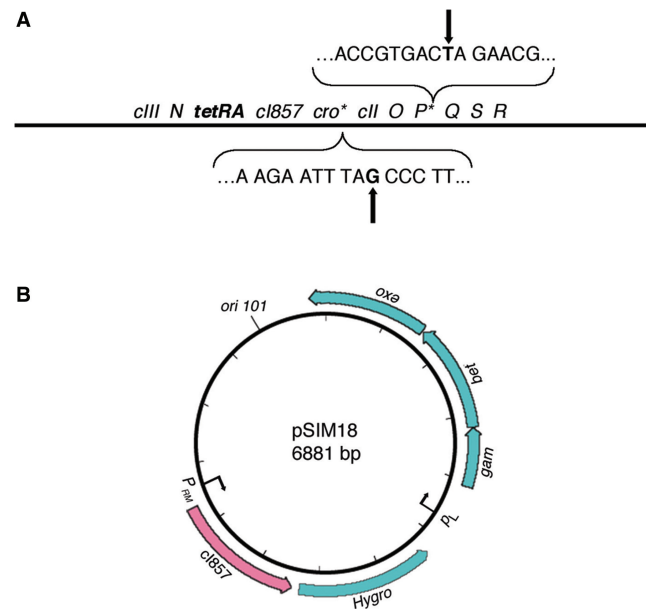 A
...ACCGTGACTA GAACG...
cIII N tetRA cI857 cro* cII O P* Q S R
...A AGA ATT TAG CCC TT...
B
ori 101
exo
bet
gam
pSIM18
6881 bp
PRM
pL
cI857
Hygro